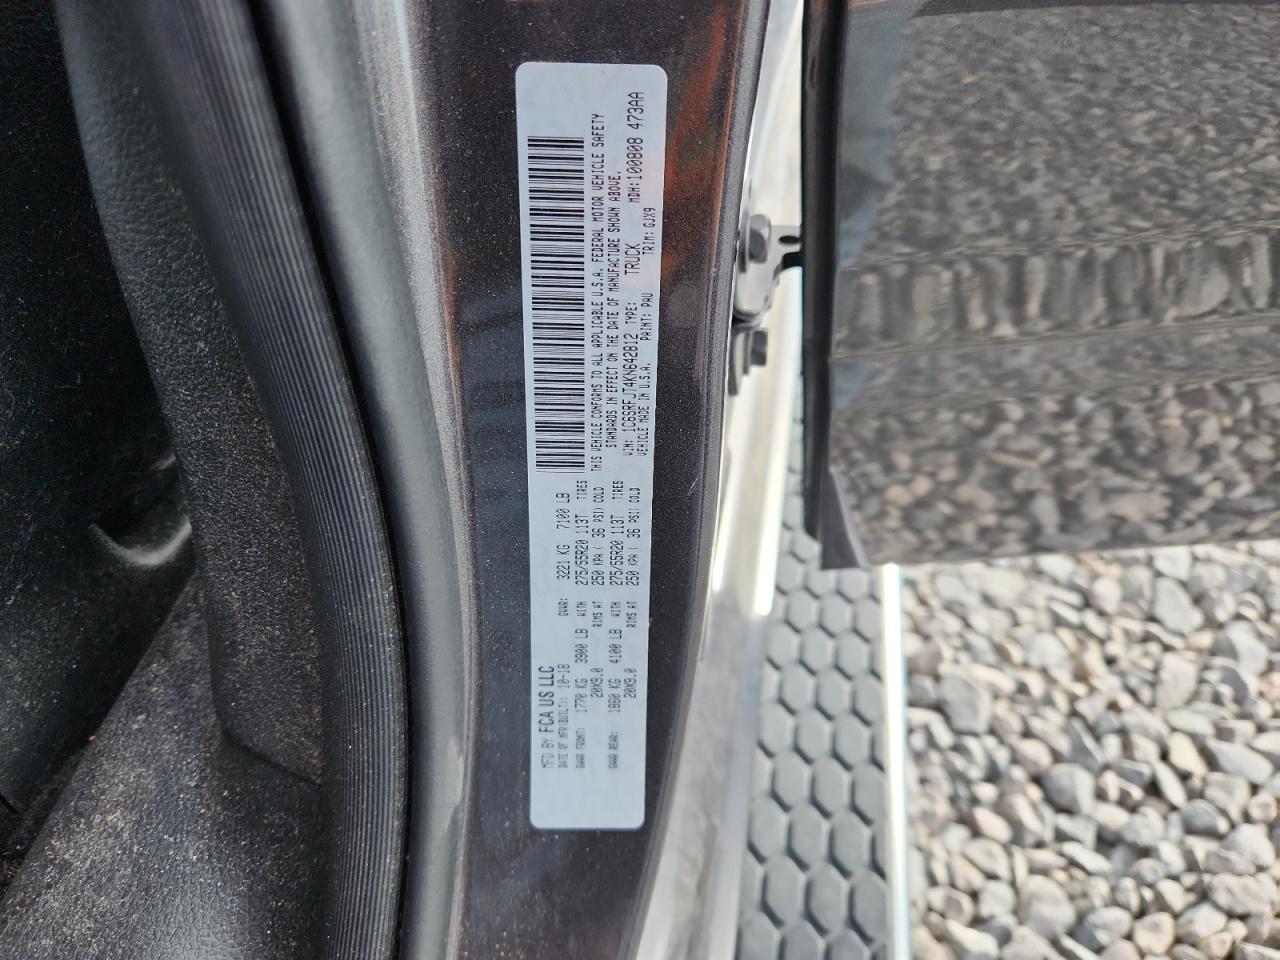 MFD BY FCA US LLC
DATE OF MFR(BUILT): 10-18 GVWR: 3221 KG 7100 LB
GAWR FRONT: 1770 KG 3900 LB WITH 275/55R20 113T TIRES
20X9.0 RIMS AT 250 KPA ( 36 PSI) COLD
GAWR REAR: 1860 KG 4100 LB WITH 275/55R20 113T TIRES
20X9.0 RIMS AT 250 KPA ( 36 PSI) COLD
THIS VEHICLE CONFORMS TO ALL APPLICABLE U.S.A. FEDERAL MOTOR VEHICLE SAFETY
STANDARDS IN EFFECT ON THE DATE OF MANUFACTURE SHOWN ABOVE.
VIN: 1C6SRFJT4KN642812 TYPE: TRUCK MDH:100808 473AA
VEHICLE MADE IN U.S.A. PAINT: PAU TRIM: GJX9